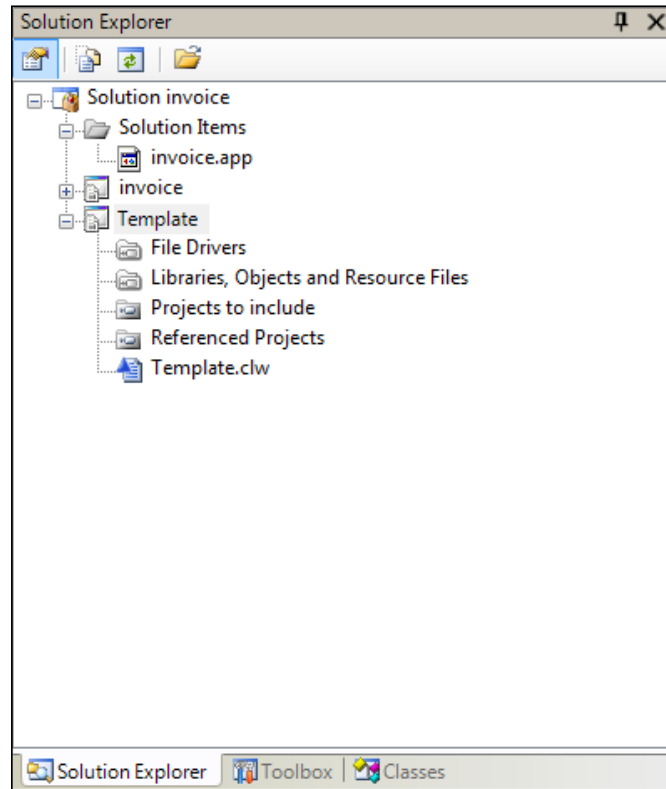 Solution Explorer
Solution invoice
Solution Items
invoice.app
invoice
Template
File Drivers
Libraries, Objects and Resource Files
Projects to include
Referenced Projects
Template.clw
Solution Explorer Toolbox Classes